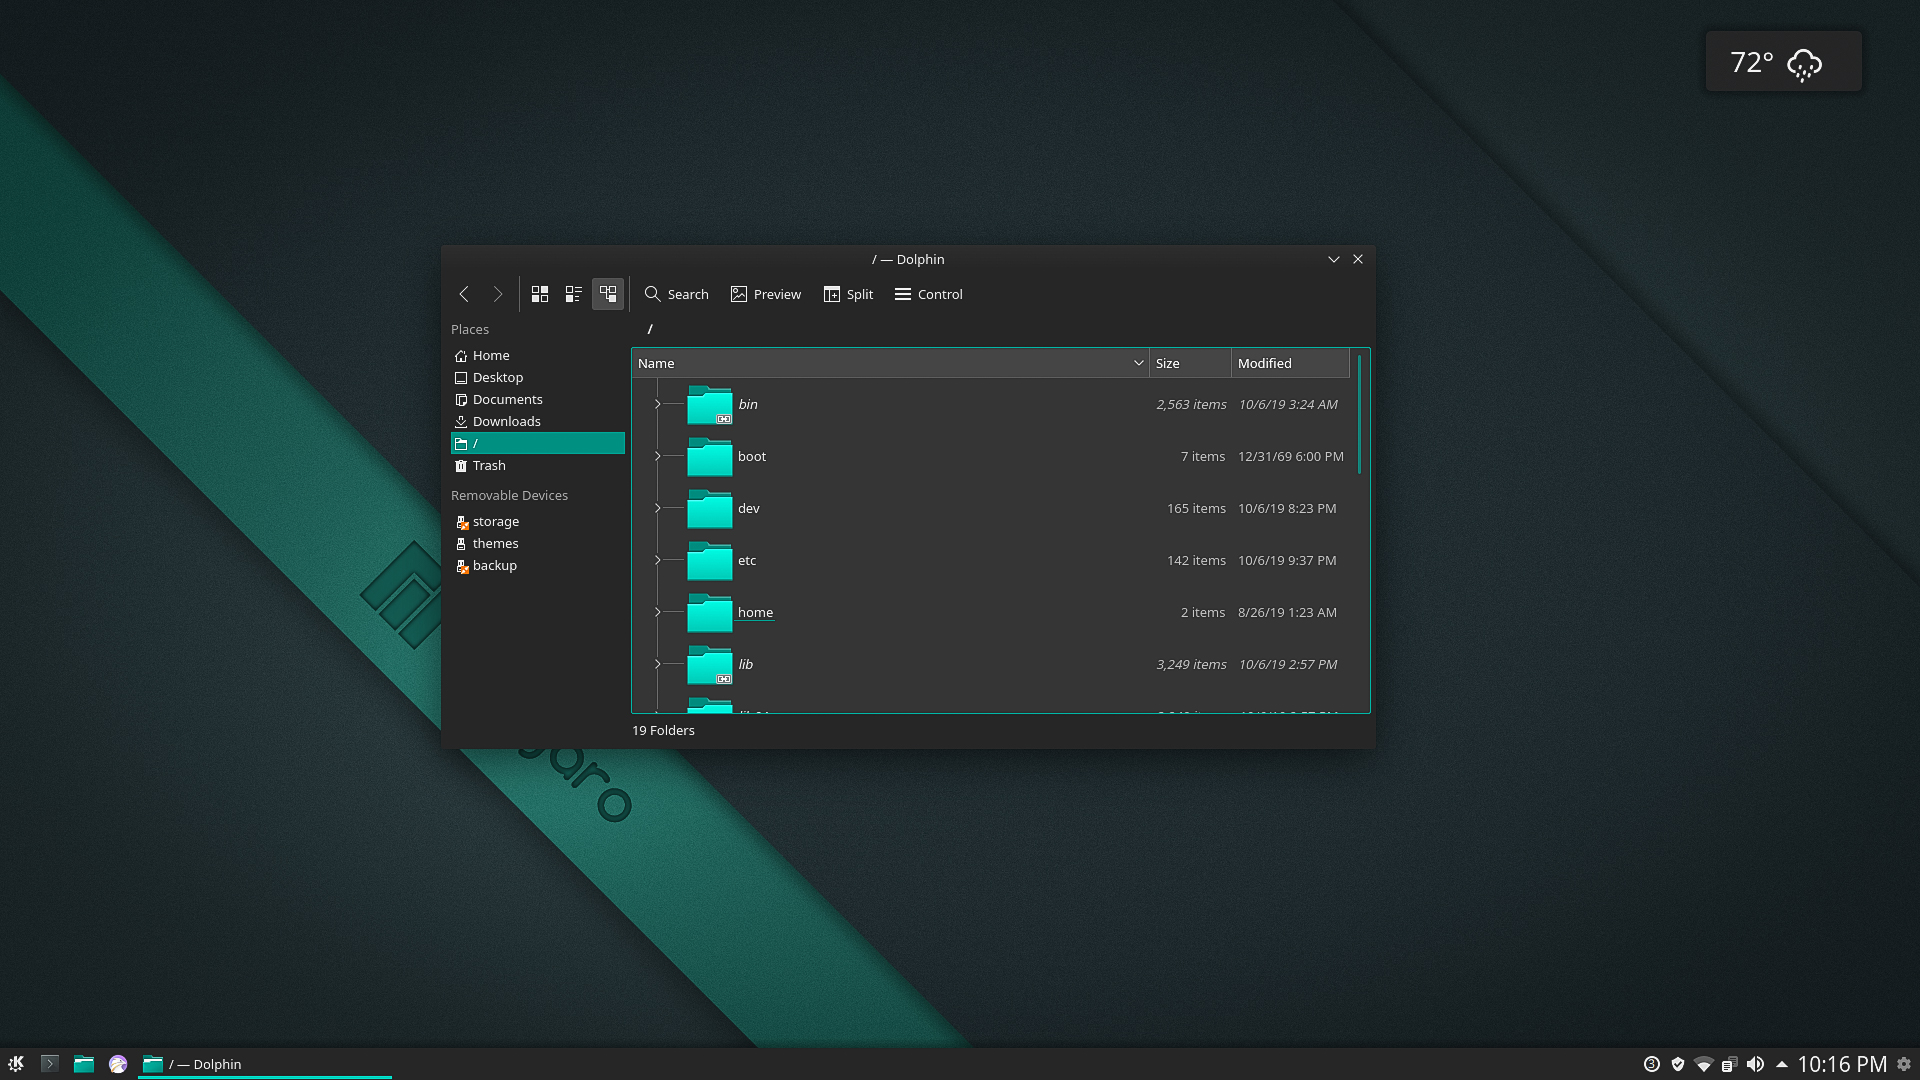 72°
/ — Dolphin
Search Preview Split Control
Places
/
Home
Desktop
Documents
Downloads
/
Trash
Removable Devices
storage
themes
backup
Name Size Modified
bin 2,563 items 10/6/19 3:24 AM
boot 7 items 12/31/69 6:00 PM
dev 165 items 10/6/19 8:23 PM
etc 142 items 10/6/19 9:37 PM
home 2 items 8/26/19 1:23 AM
lib 3,249 items 10/6/19 2:57 PM
19 Folders
/ — Dolphin
3
10:16 PM